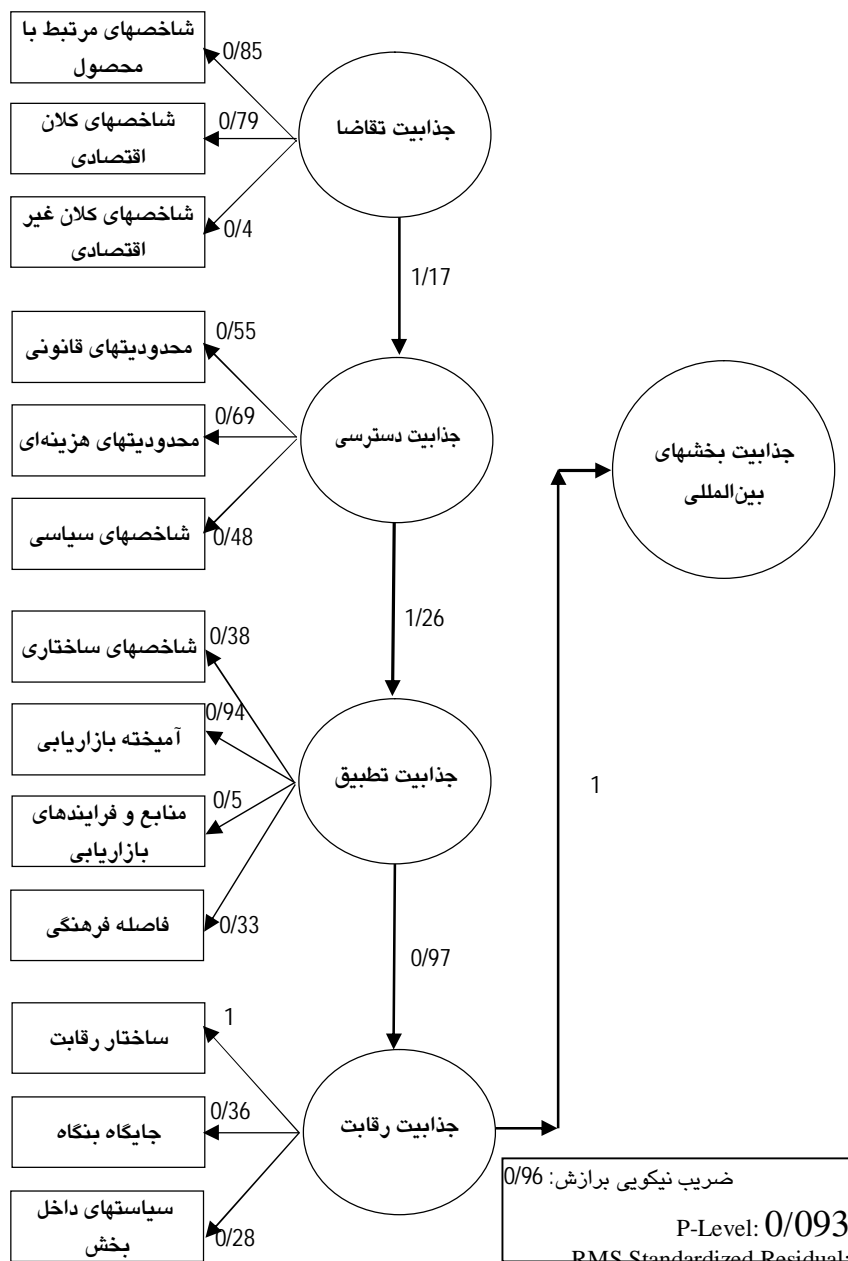 شاخصهای مرتبط با
محصول
0/85
شاخصهای کلان
اقتصادی
0/79
شاخصهای کلان غیر
اقتصادی
0/4
جذابیت تقاضا
1/17
محدودیتهای قانونی
0/55
محدودیتهای هزینه‌ای
0/69
شاخصهای سیاسی
0/48
جذابیت دسترسی
جذابیت بخشهای
بین‌المللی
1/26
شاخصهای ساختاری
0/38
آمیخته بازاریابی
0/94
منابع و فرایندهای
بازاریابی
0/5
فاصله فرهنگی
0/33
جذابیت تطبیق
1
0/97
ساختار رقابت
1
جایگاه بنگاه
0/36
سیاستهای داخل
بخش
0/28
جذابیت رقابت
ضریب نیکویی برازش: 0/96
P-Level: 0/093
RMS Standardized Residual: